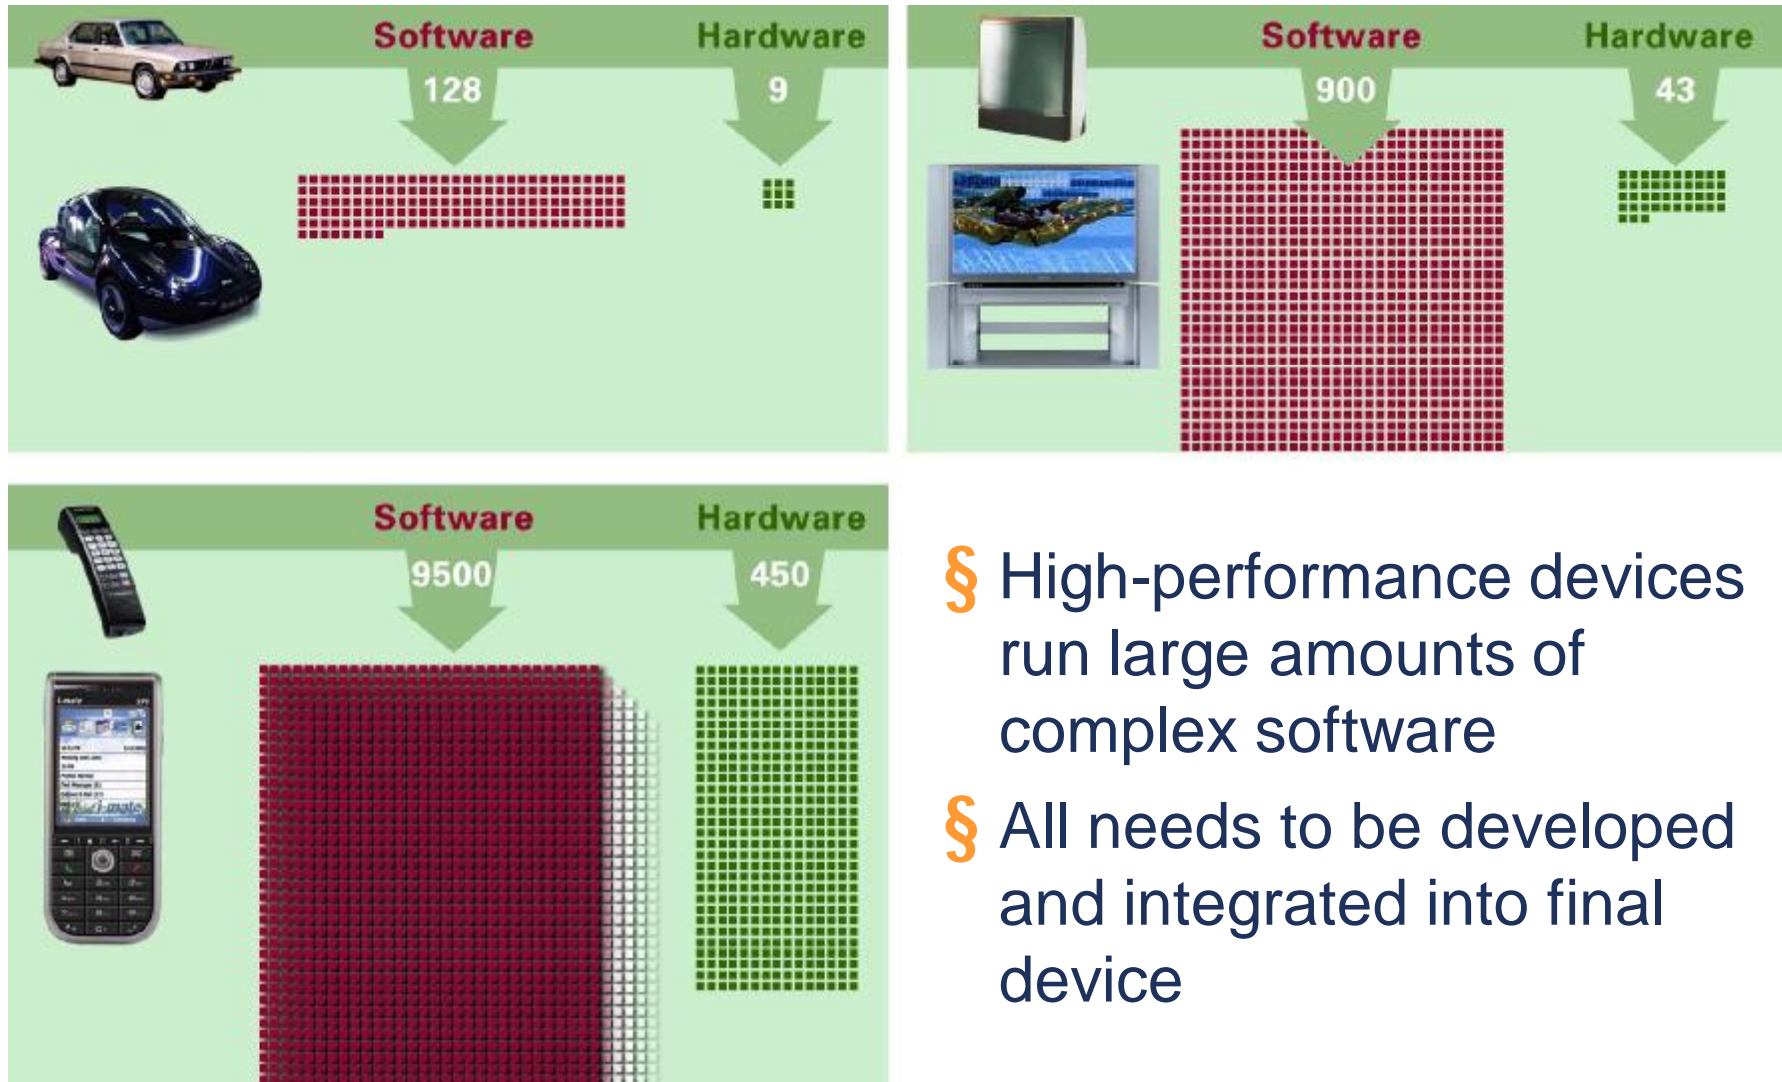 Software Hardware
128 9
Software Hardware
900 43
Software Hardware
9500 450
i-mate
§ High-performance devices
run large amounts of
complex software
§ All needs to be developed
and integrated into final
device